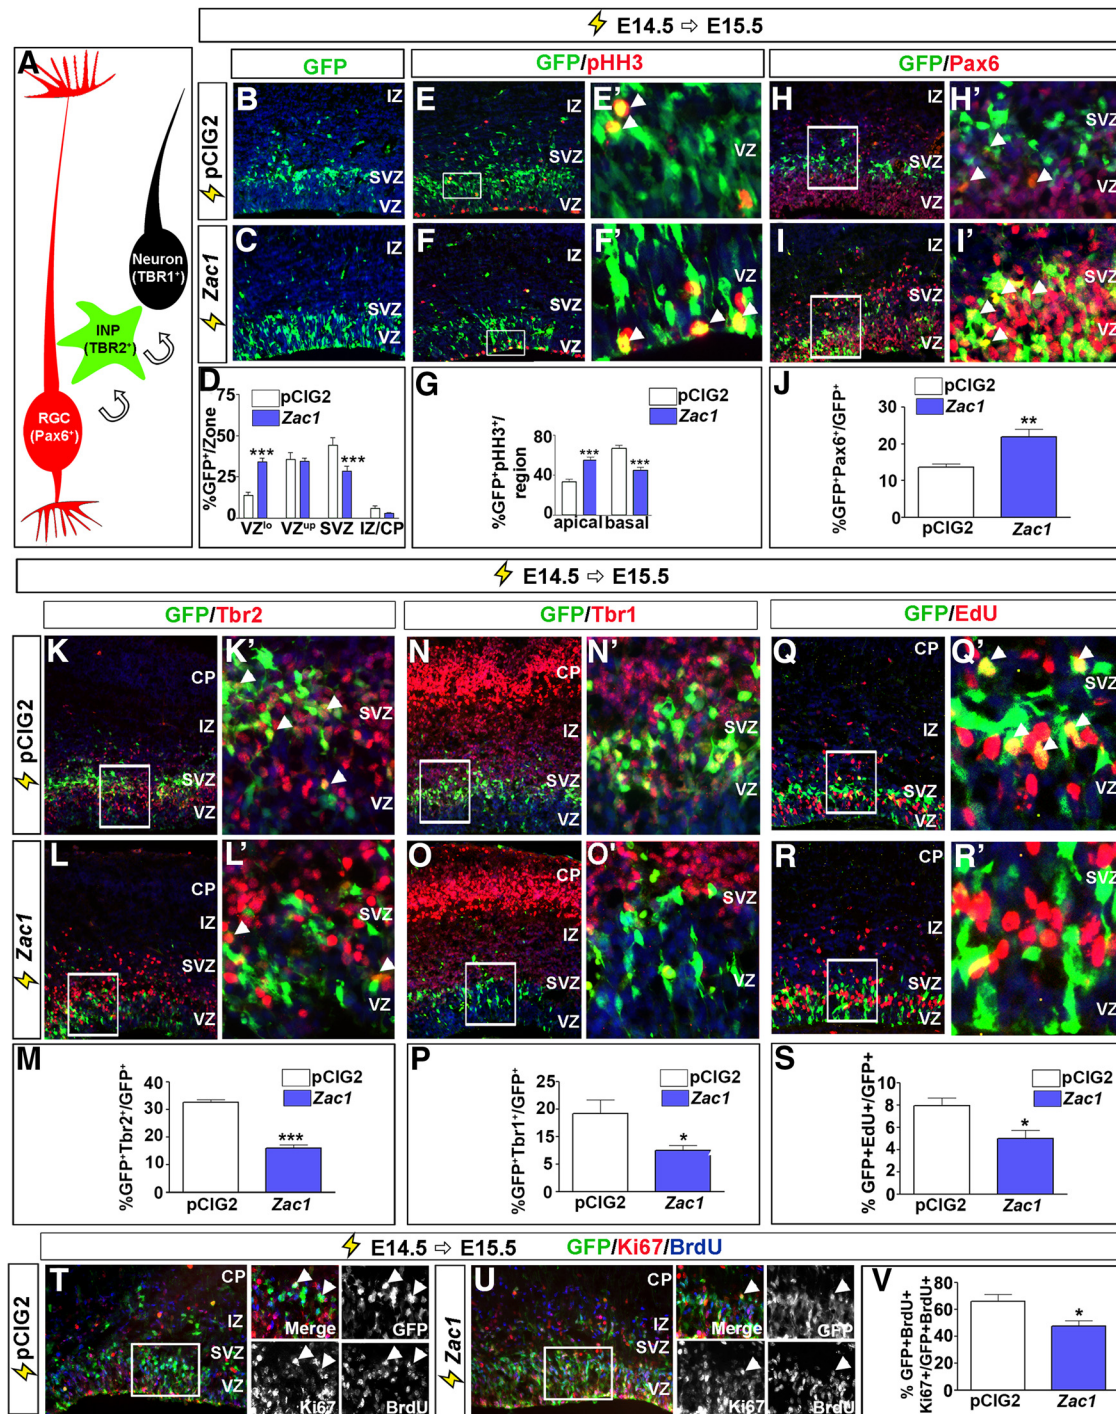 E14.5 ⇨ E15.5
A
GFP
GFP/pHH3
GFP/Pax6
pCIG2
B
IZ
SVZ
VZ
E
IZ
SVZ
VZ
E'
VZ
H
IZ
SVZ
VZ
H'
SVZ
VZ
Zac1
C
IZ
SVZ
VZ
F
IZ
SVZ
VZ
F'
VZ
I
IZ
SVZ
VZ
I'
SVZ
VZ
Neuron
(TBR1⁺)
INP
(TBR2⁺)
RGC
(Pax6⁺)
D
%GFP⁺/Zone
75
50
25
0
pCIG2
Zac1
***
***
VZˡᵒ VZᵘᵖ SVZ IZ/CP
G
%GFP⁺pHH3⁺/
region
80
40
0
pCIG2
Zac1
***
***
apical basal
J
%GFP⁺Pax6⁺/GFP⁺
30
20
10
0
pCIG2
Zac1
**
pCIG2 Zac1
E14.5 ⇨ E15.5
GFP/Tbr2
GFP/Tbr1
GFP/EdU
pCIG2
K
CP
IZ
SVZ
VZ
K'
SVZ
VZ
N
CP
IZ
SVZ
VZ
N'
SVZ
VZ
Q
CP
IZ
SVZ
VZ
Q'
SVZ
VZ
Zac1
L
CP
IZ
SVZ
VZ
L'
SVZ
VZ
O
CP
IZ
SVZ
VZ
O'
SVZ
VZ
R
CP
IZ
SVZ
VZ
R'
SVZ
VZ
M
%GFP⁺Tbr2⁺/GFP⁺
40
30
20
10
0
pCIG2
Zac1
***
pCIG2 Zac1
P
%GFP⁺Tbr1⁺/GFP⁺
25
20
15
10
5
0
pCIG2
Zac1
*
pCIG2 Zac1
S
% GFP+EdU+/GFP+
10
8
6
4
2
0
pCIG2
Zac1
*
pCIG2 Zac1
E14.5 ⇨ E15.5 GFP/Ki67/BrdU
pCIG2
T
CP
IZ
SVZ
VZ
Merge
GFP
Ki67
BrdU
Zac1
U
CP
IZ
SVZ
VZ
Merge
GFP
Ki67
BrdU
V
% GFP+BrdU+
Ki67+/GFP+BrdU+
80
60
40
20
0
*
pCIG2 Zac1